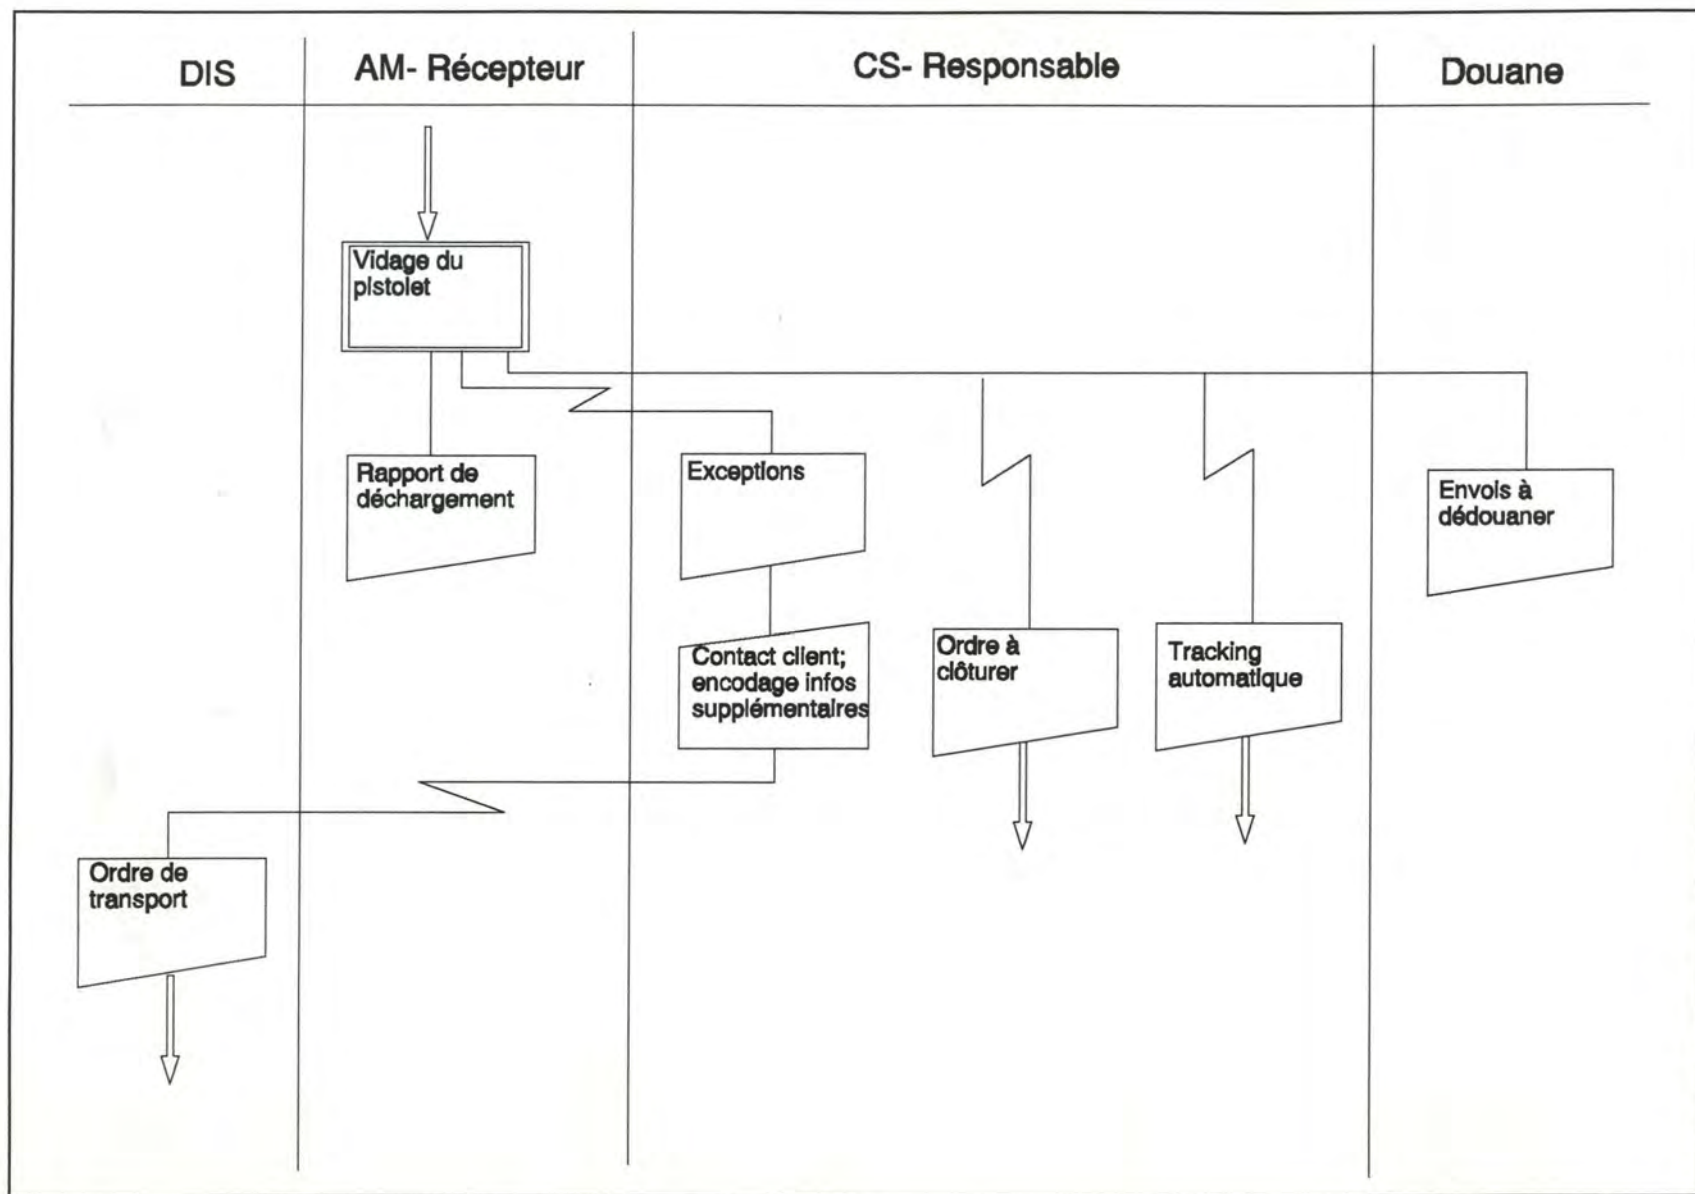 DIS
AM- Récepteur
CS- Responsable
Douane
Vidage du
pistolet
Rapport de
déchargement
Exceptions
Envois à
dédouaner
Contact client;
encodage infos
supplémentaires
Ordre à
clôturer
Tracking
automatique
Ordre de
transport